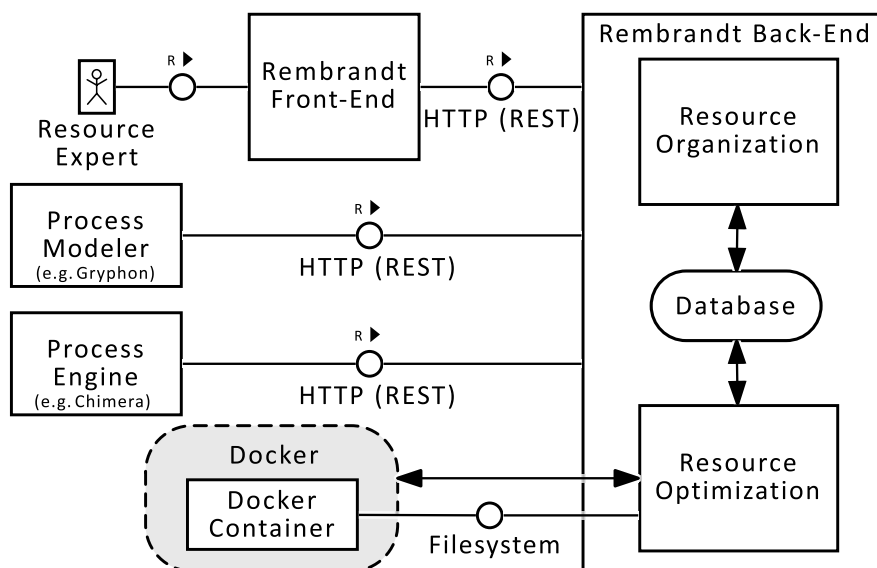 Rembrandt Back-End
R
R
Rembrandt
Front-End
HTTP (REST)
Resource
Expert
Resource
Organization
Process
Modeler
(e.g. Gryphon)
R
HTTP (REST)
Database
Process
Engine
(e.g. Chimera)
R
HTTP (REST)
Docker
Docker
Container
Filesystem
Resource
Optimization